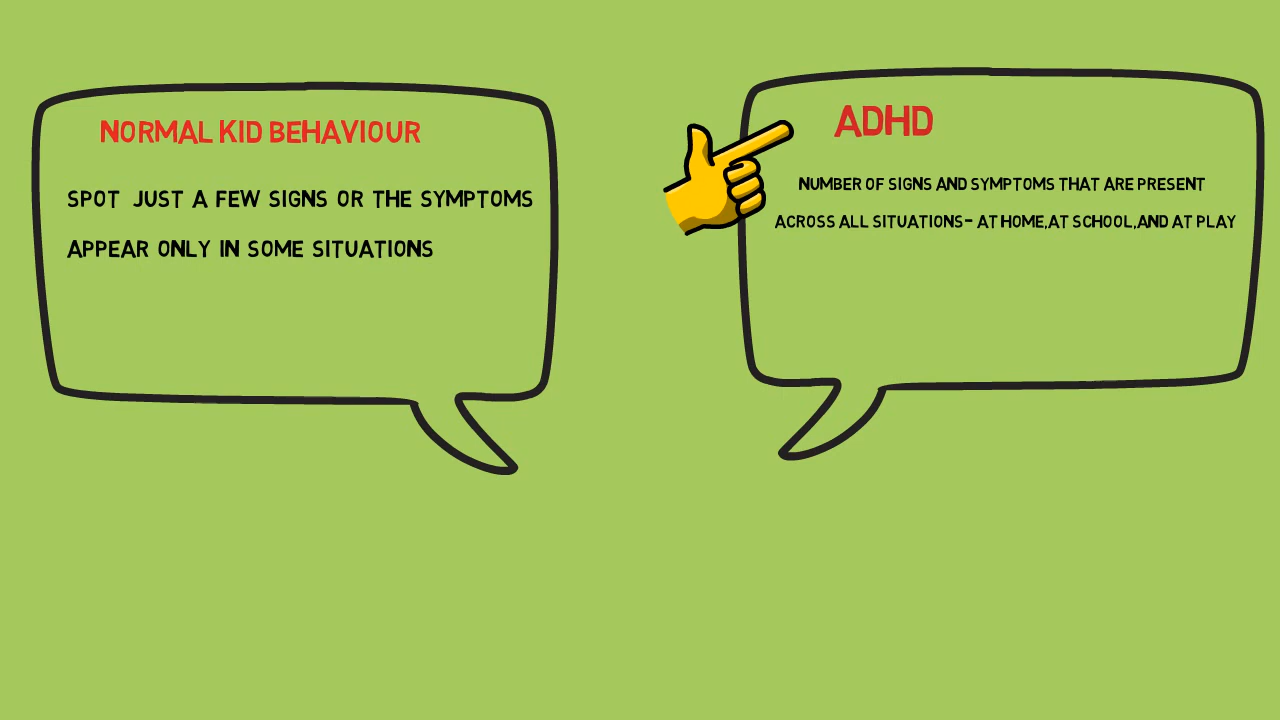 NORMAL KID BEHAVIOUR
SPOT JUST A FEW SIGNS OR THE SYMPTOMS
APPEAR ONLY IN SOME SITUATIONS
ADHD
NUMBER OF SIGNS AND SYMPTOMS THAT ARE PRESENT
ACROSS ALL SITUATIONS- AT HOME,AT SCHOOL,AND AT PLAY